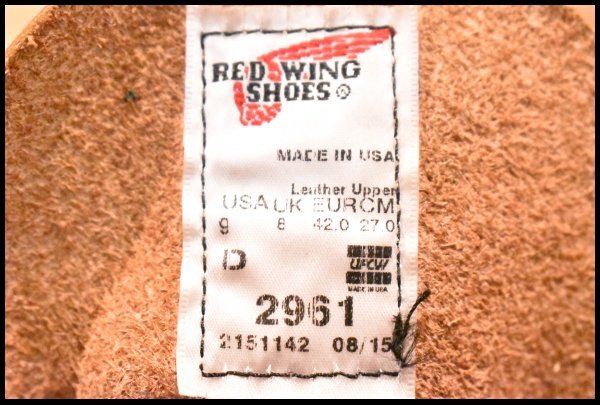 RED WING
SHOES ®
MADE IN USA
Leather Upper
USA UK EUR CM
9 8 42.0 27.0
D
UFCW
MADE IN USA
2961
2151142 08/15